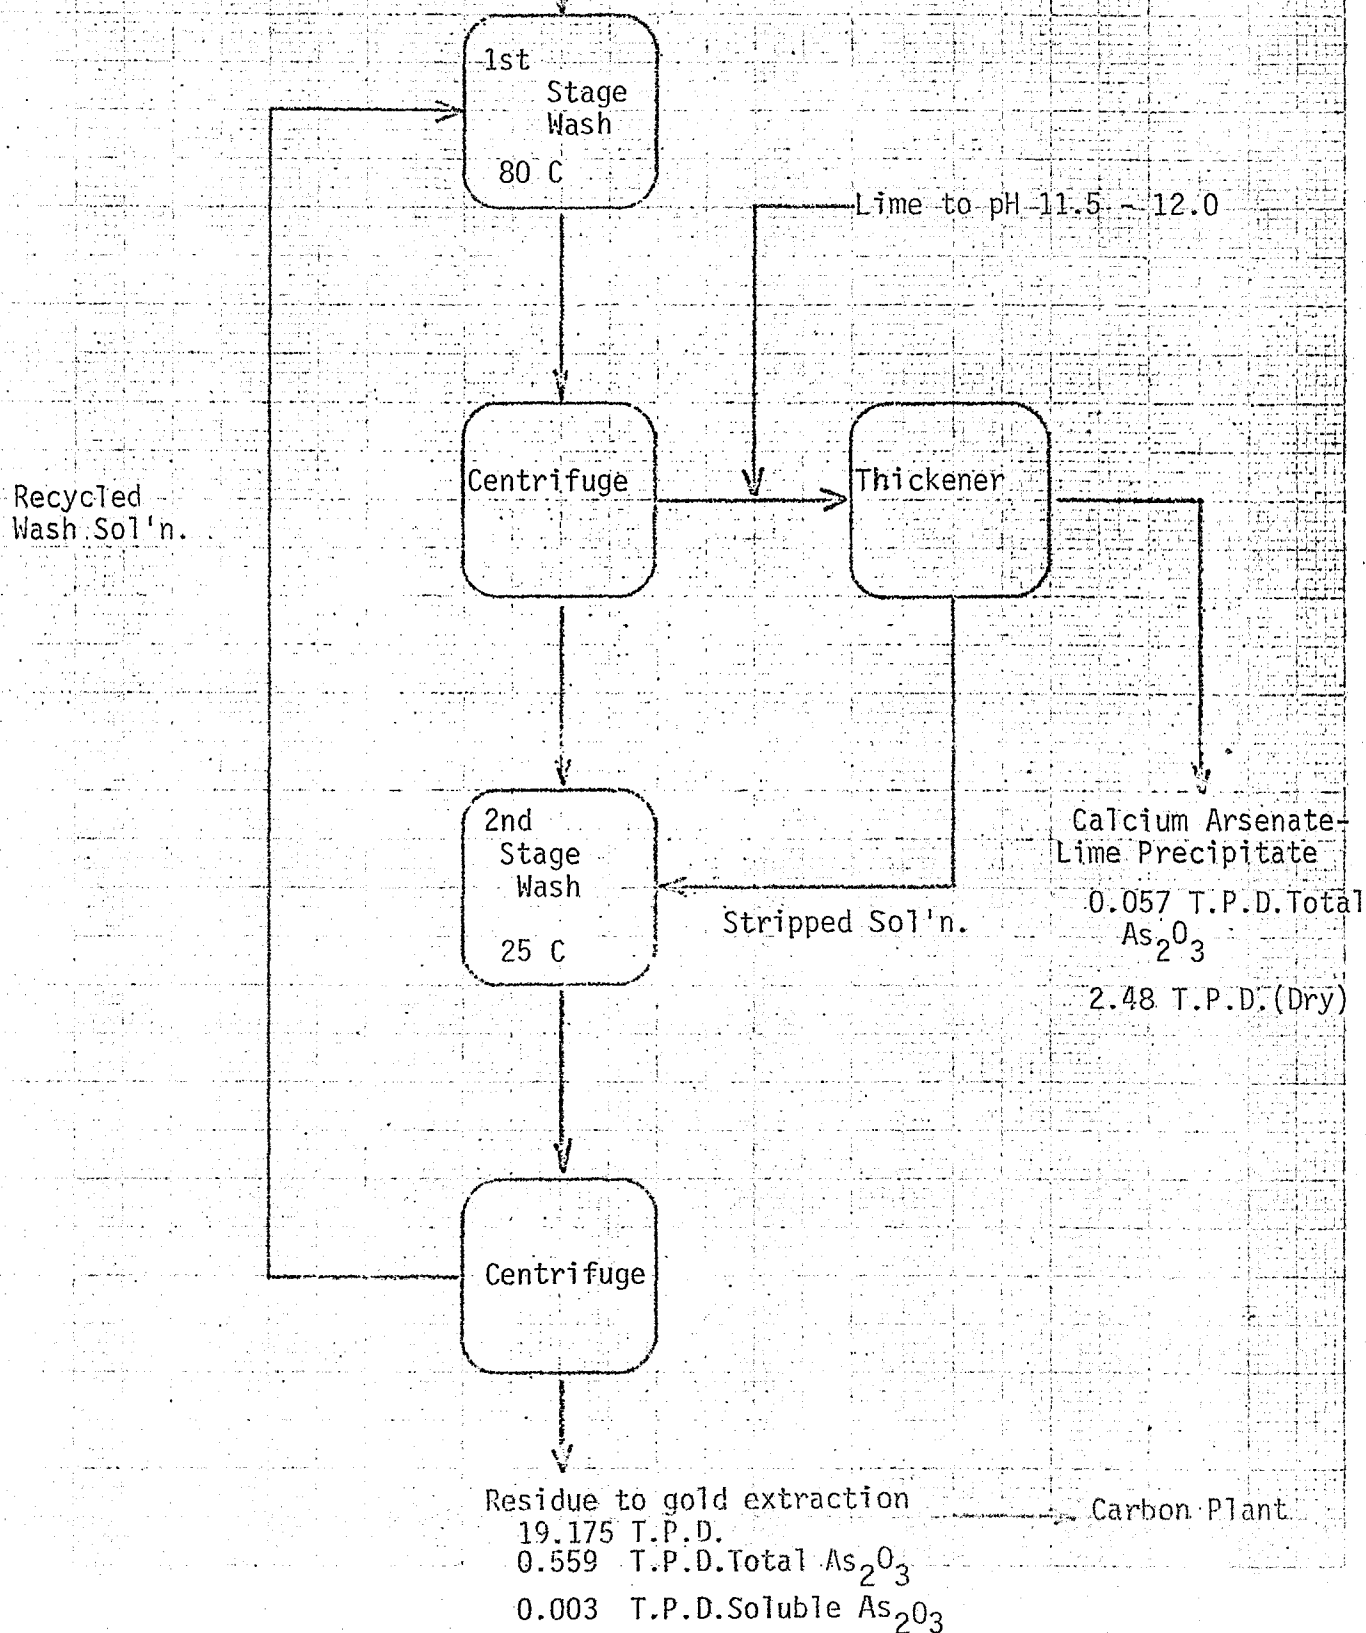 1st
Stage
Wash
80 C
Lime to pH 11.5 - 12.0
Centrifuge
Thickener
Recycled
Wash Sol'n.
2nd
Stage
Wash
25 C
Stripped Sol'n.
Calcium Arsenate-
Lime Precipitate
0.057 T.P.D.Total
As₂O₃
2.48 T.P.D.(Dry)
Centrifuge
Residue to gold extraction
19.175 T.P.D.
0.559 T.P.D.Total As₂O₃
0.003 T.P.D.Soluble As₂O₃
Carbon Plant